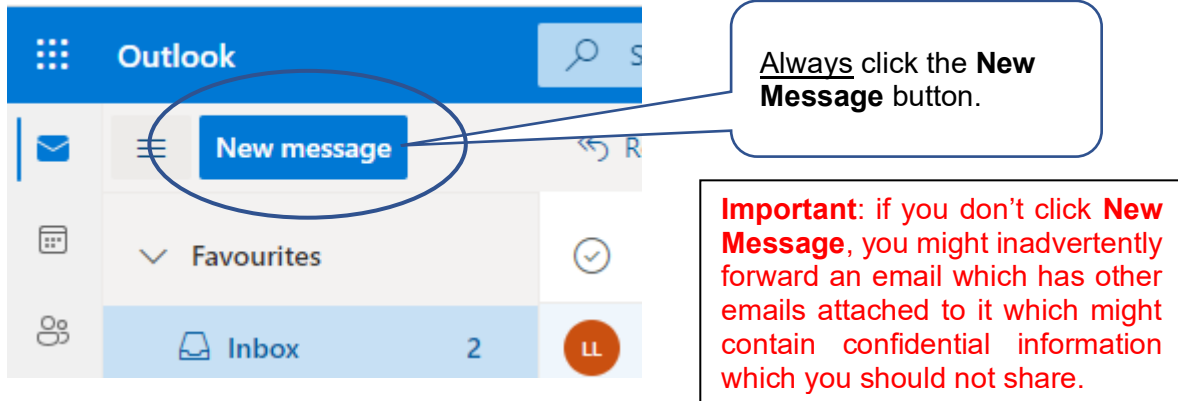 Outlook
S
Always click the New
Message button.
New message
R
Important: if you don’t click New
Message, you might inadvertently
forward an email which has other
emails attached to it which might
contain confidential information
which you should not share.
Favourites
Inbox 2
LL